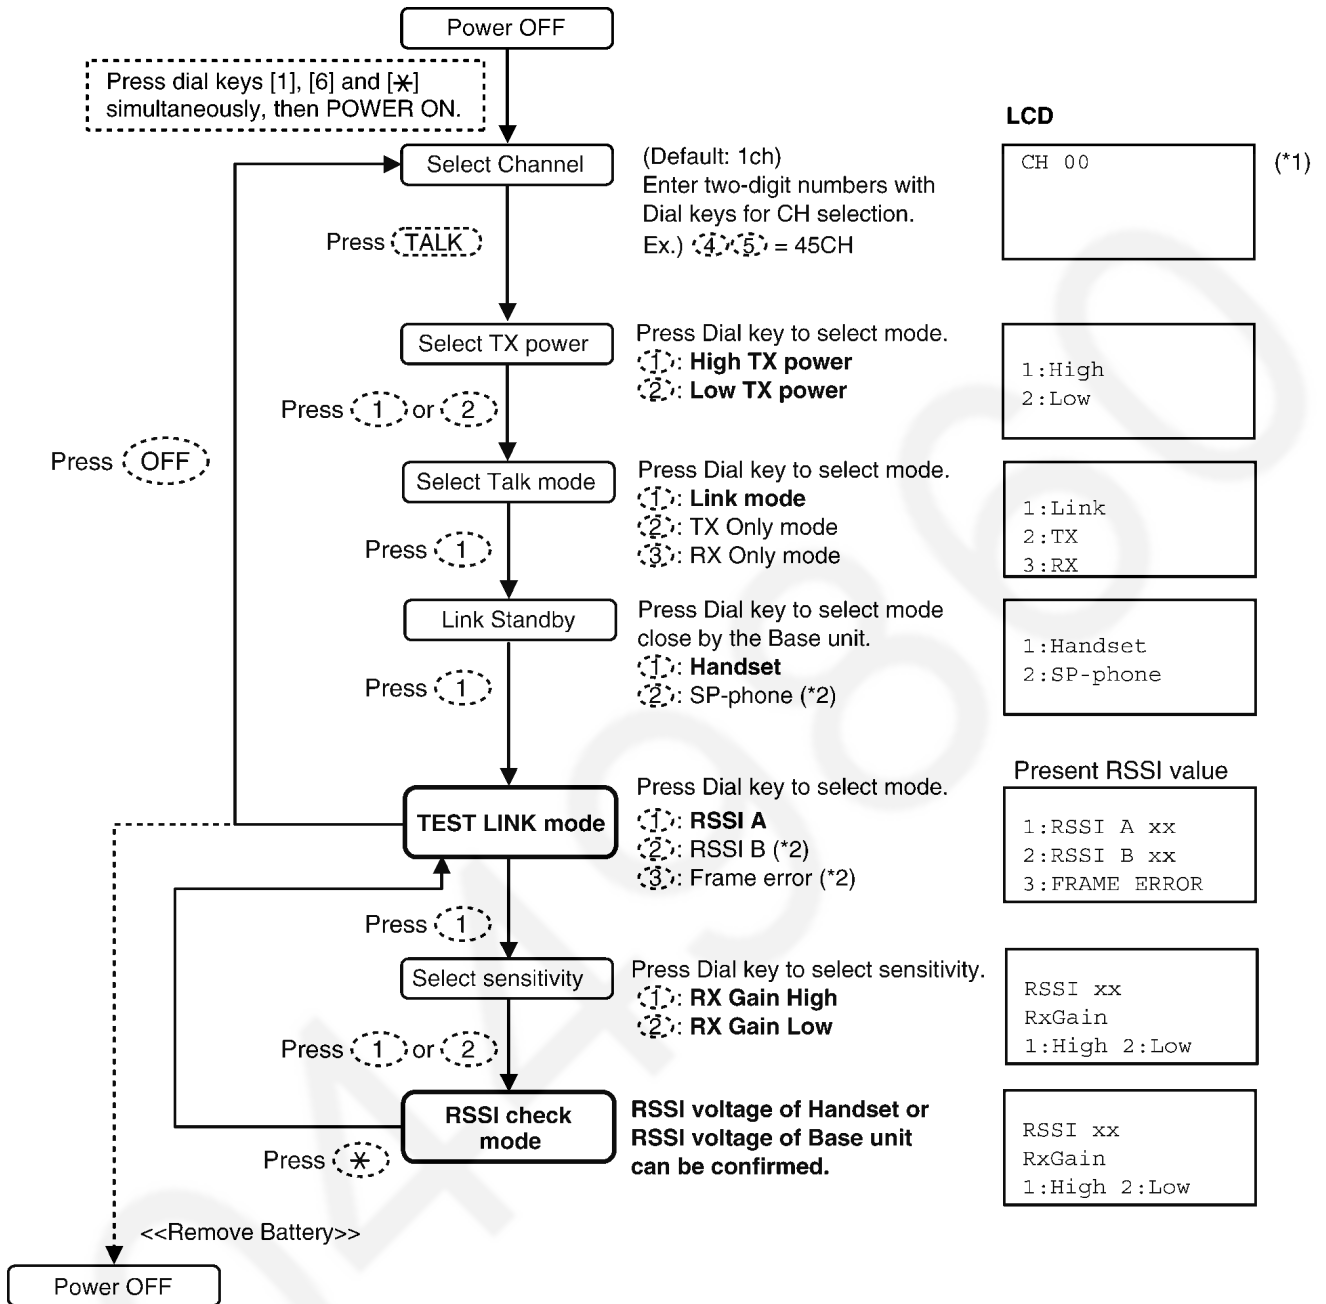 Power OFF
Press dial keys [1], [6] and [*]
simultaneously, then POWER ON.
LCD
Select Channel
(Default: 1ch)
Enter two-digit numbers with
Dial keys for CH selection.
Ex.) 4 5 = 45CH
CH 00
(*1)
Press TALK
Select TX power
Press Dial key to select mode.
1: High TX power
2: Low TX power
1:High
2:Low
Press 1 or 2
Press OFF
Select Talk mode
Press Dial key to select mode.
1: Link mode
2: TX Only mode
3: RX Only mode
1:Link
2:TX
3:RX
Press 1
Link Standby
Press Dial key to select mode
close by the Base unit.
1: Handset
2: SP-phone (*2)
1:Handset
2:SP-phone
Press 1
Present RSSI value
TEST LINK mode
Press Dial key to select mode.
1: RSSI A
2: RSSI B (*2)
3: Frame error (*2)
1:RSSI A xx
2:RSSI B xx
3:FRAME ERROR
Press 1
Select sensitivity
Press Dial key to select sensitivity.
1: RX Gain High
2: RX Gain Low
RSSI xx
RxGain
1:High 2:Low
Press 1 or 2
RSSI check
mode
RSSI voltage of Handset or
RSSI voltage of Base unit
can be confirmed.
RSSI xx
RxGain
1:High 2:Low
Press *
<<Remove Battery>>
Power OFF